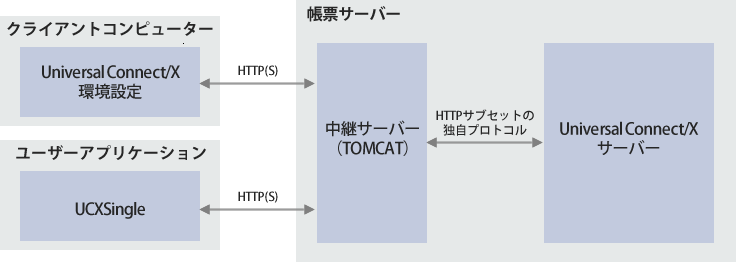 クライアントコンピューター
Universal Connect/X
環境設定
HTTP(S)
ユーザーアプリケーション
UCXSingle
HTTP(S)
帳票サーバー
中継サーバー
（TOMCAT）
HTTPサブセットの
独自プロトコル
Universal Connect/X
サーバー